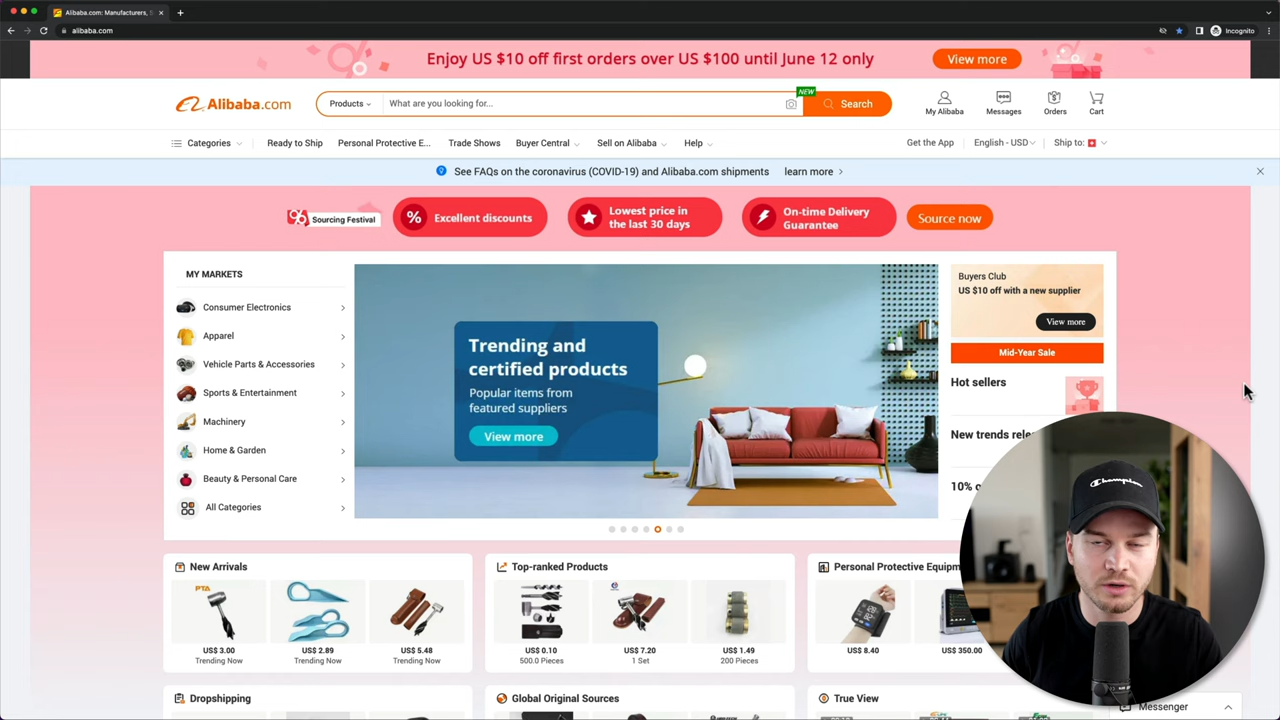 Alibaba.com: Manufacturers, S
alibaba.com
Incognito
Enjoy US $10 off first orders over US $100 until June 12 only
View more
Alibaba.com
Products
What are you looking for...
NEW
Search
My Alibaba
Messages
Orders
Cart
Categories
Ready to Ship
Personal Protective E...
Trade Shows
Buyer Central
Sell on Alibaba
Help
Get the App
English - USD
Ship to:
See FAQs on the coronavirus (COVID-19) and Alibaba.com shipments
learn more
Sourcing Festival
Excellent discounts
Lowest price in
the last 30 days
On-time Delivery
Guarantee
Source now
MY MARKETS
Consumer Electronics
Apparel
Vehicle Parts & Accessories
Sports & Entertainment
Machinery
Home & Garden
Beauty & Personal Care
All Categories
Trending and
certified products
Popular items from
featured suppliers
View more
Buyers Club
US $10 off with a new supplier
View more
Mid-Year Sale
Hot sellers
New trends rele
10% o
Champion
New Arrivals
PTA
US$ 3.00
Trending Now
US$ 2.89
Trending Now
US$ 5.48
Trending Now
Top-ranked Products
US$ 0.10
500.0 Pieces
US$ 7.20
1 Set
US$ 1.49
200 Pieces
Personal Protective Equipm
US$ 8.40
US$ 350.00
Dropshipping
Global Original Sources
True View
Messenger